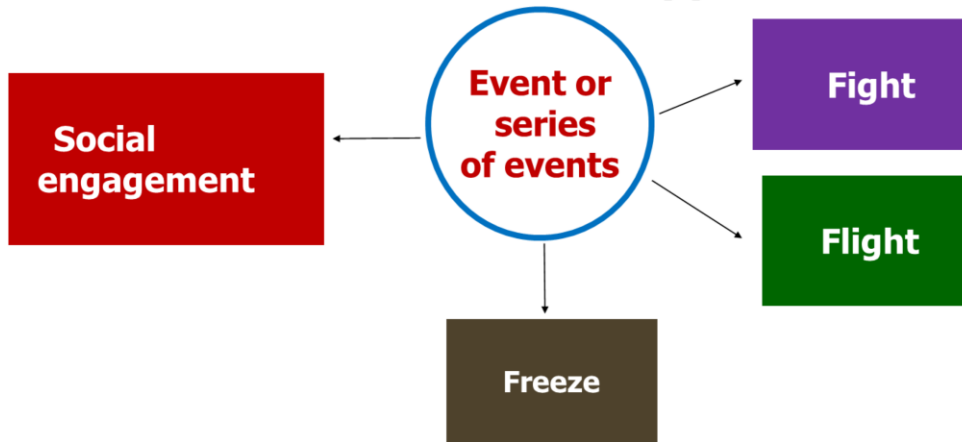 Event or
series
of events
Social
engagement
Fight
Flight
Freeze